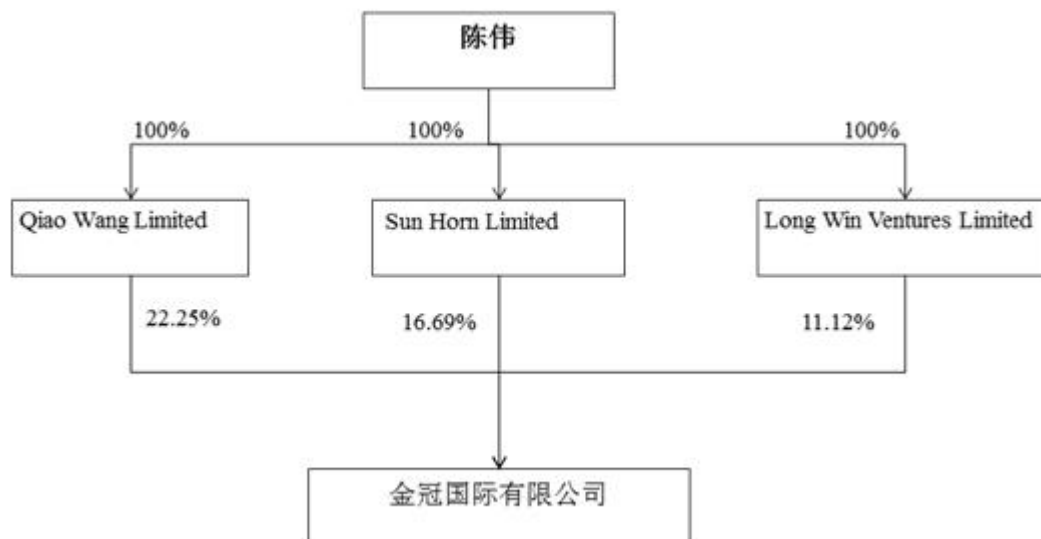 陈伟
100%
100%
100%
Qiao Wang Limited
Sun Horn Limited
Long Win Ventures Limited
22.25%
16.69%
11.12%
金冠国际有限公司